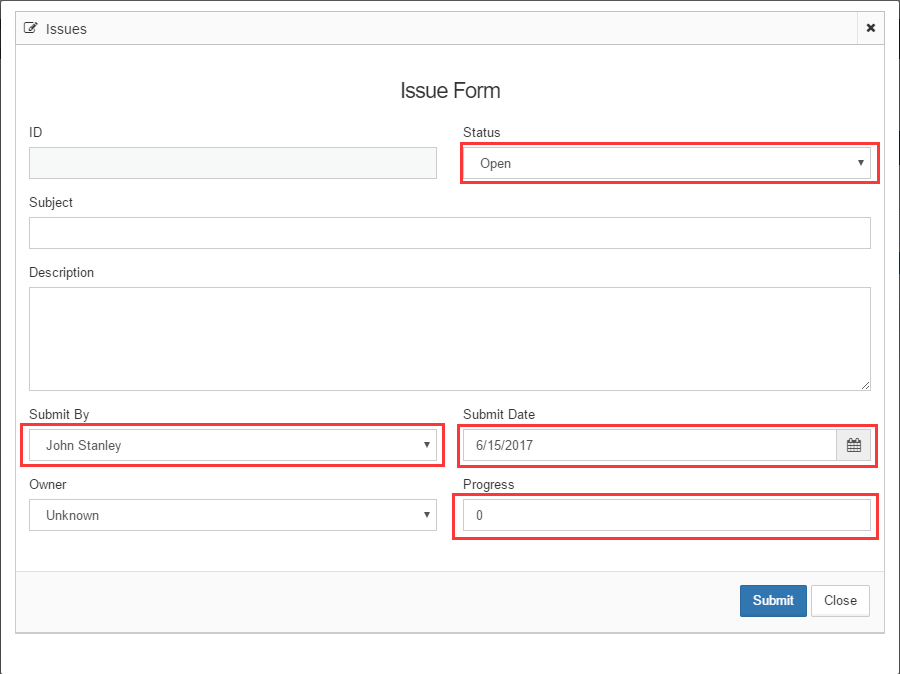 Issues
Issue Form
ID
Status
Open
Subject
Description
Submit By
Submit Date
John Stanley
6/15/2017
Owner
Progress
Unknown
0
Submit
Close